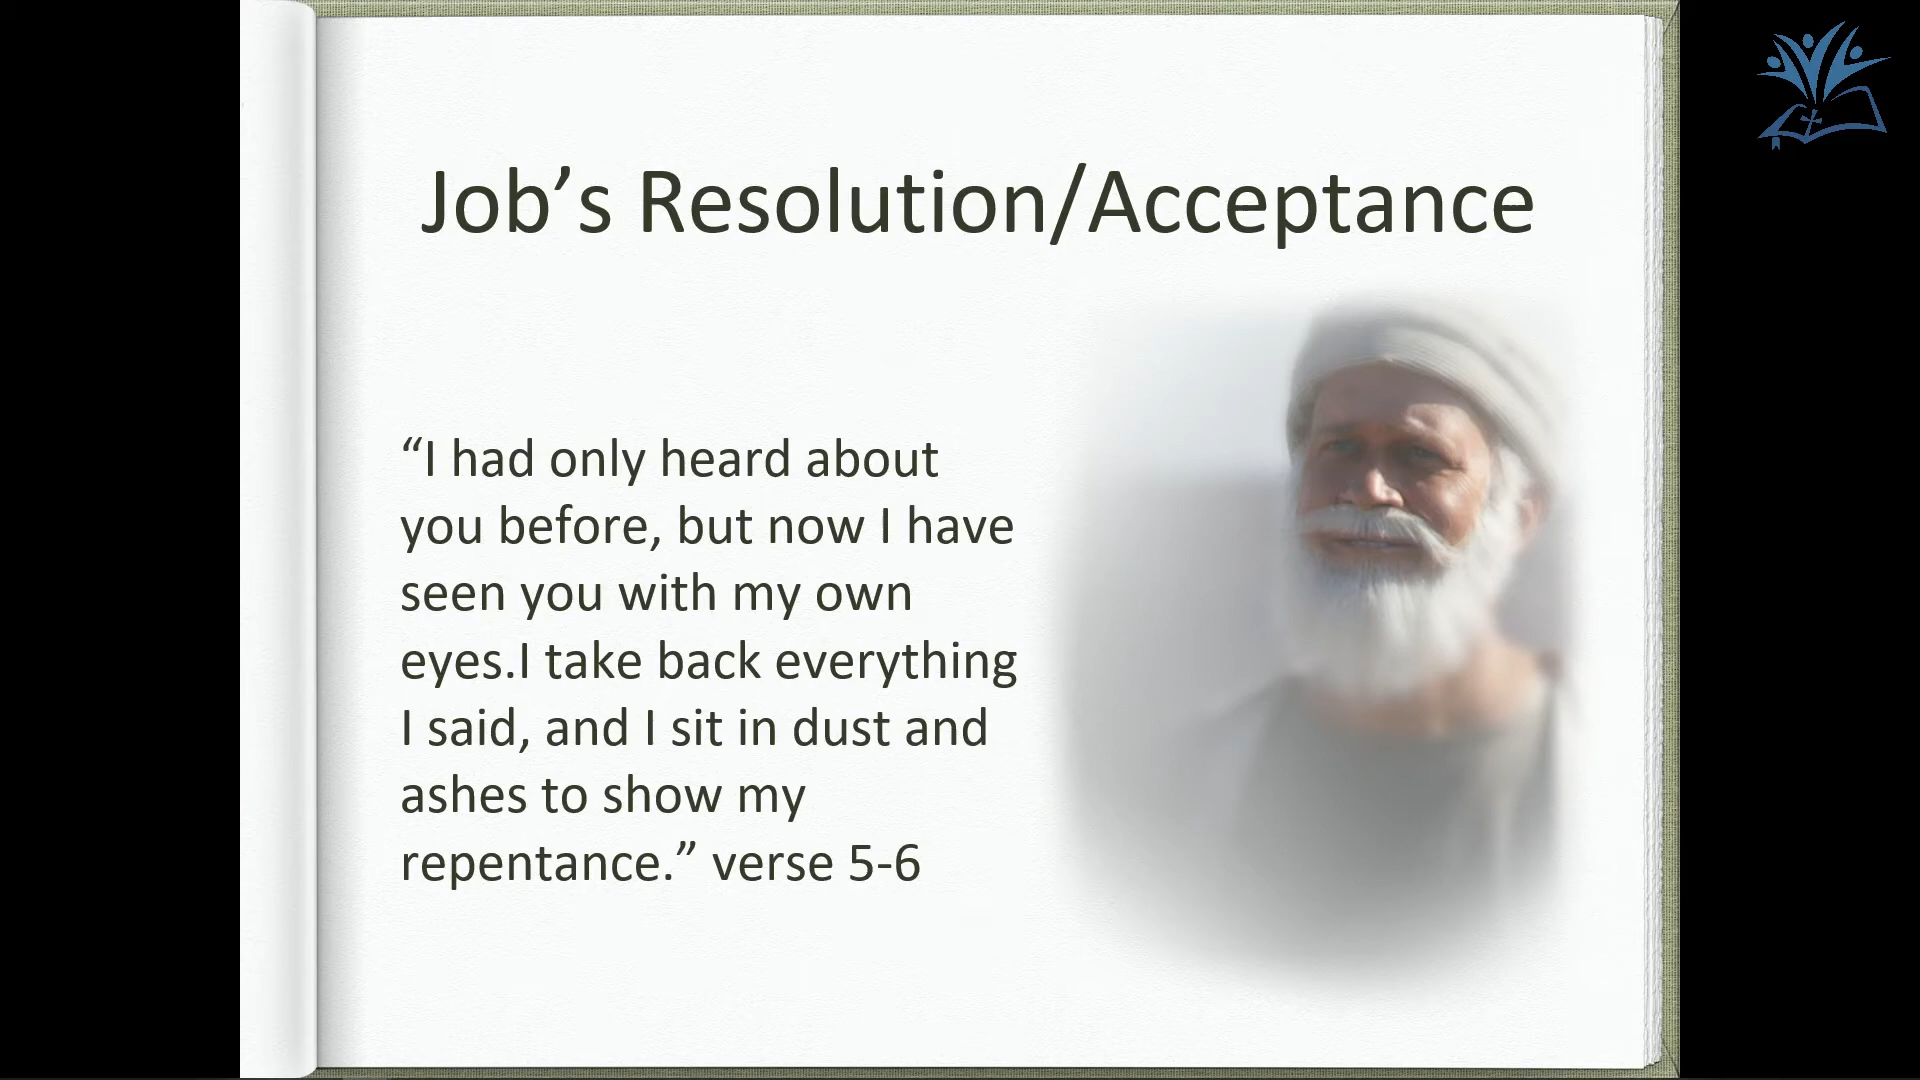 Job’s Resolution/Acceptance
“I had only heard about
you before, but now I have
seen you with my own
eyes.I take back everything
I said, and I sit in dust and
ashes to show my
repentance.” verse 5-6